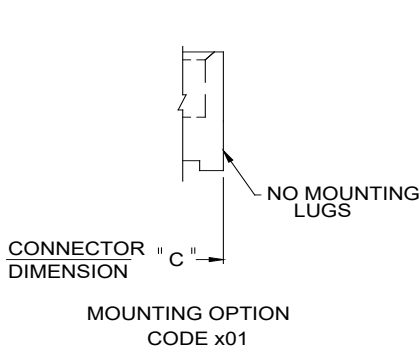 NO MOUNTING
LUGS
CONNECTOR "C"
DIMENSION
MOUNTING OPTION
CODE x01